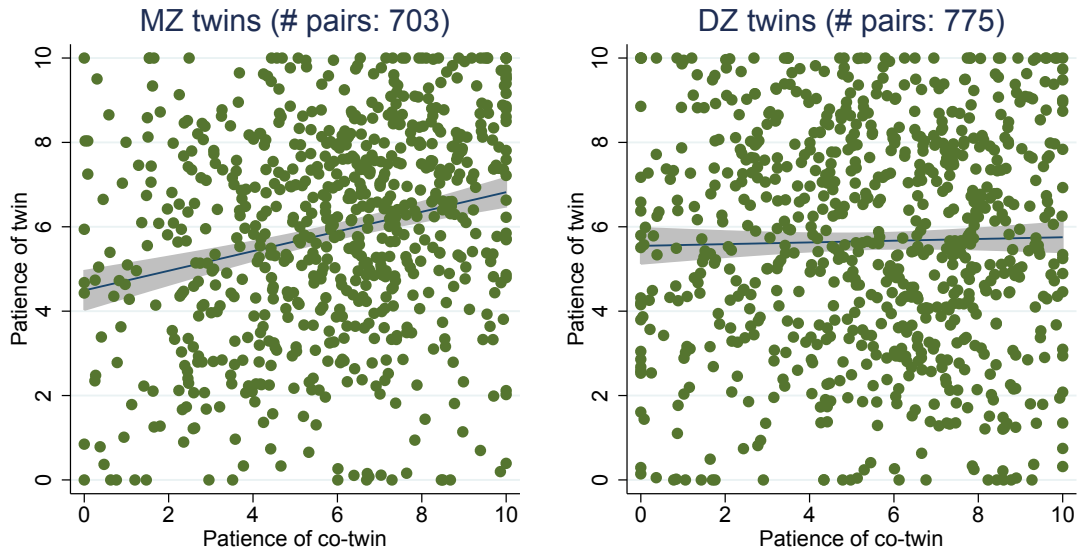 MZ twins (# pairs: 703)
10
8
6
4
2
0
Patience of twin
0 2 4 6 8 10
Patience of co-twin
DZ twins (# pairs: 775)
10
8
6
4
2
0
Patience of twin
0 2 4 6 8 10
Patience of co-twin